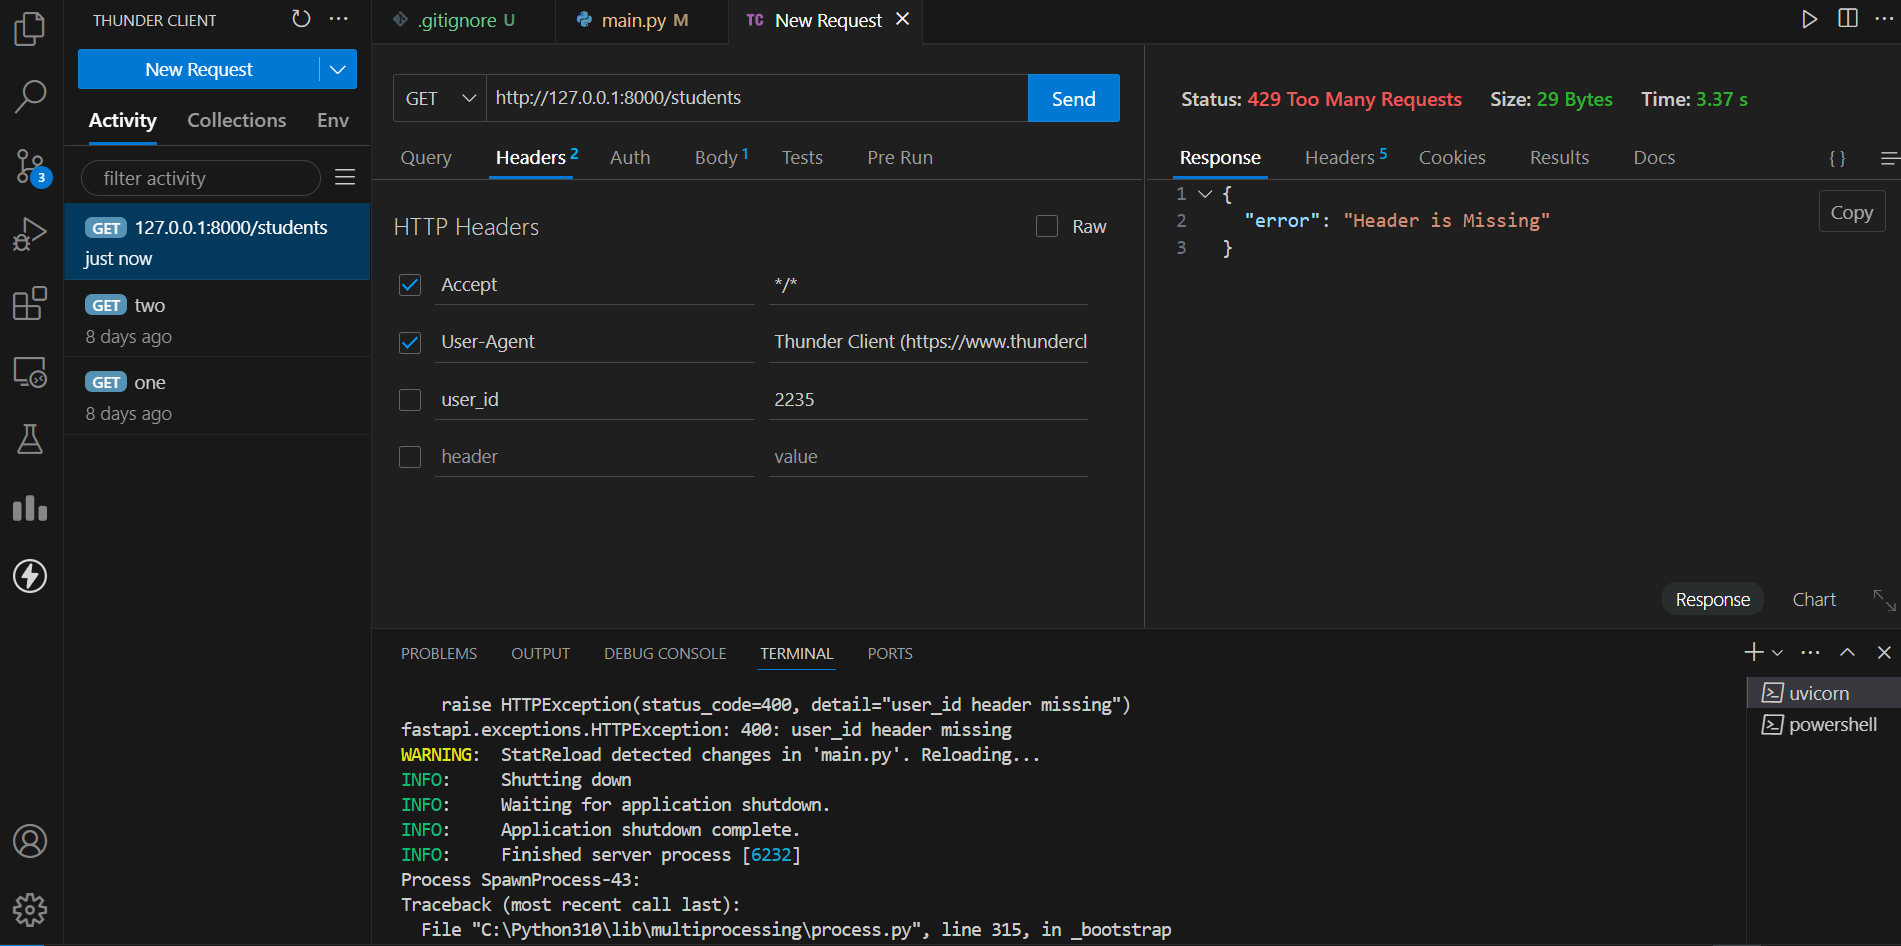 THUNDER CLIENT
New Request
Activity Collections Env
filter activity
GET 127.0.0.1:8000/students
just now
GET two
8 days ago
GET one
8 days ago
3
.gitignore U
main.py M
TC New Request
GET http://127.0.0.1:8000/students Send
Query Headers 2 Auth Body 1 Tests Pre Run
HTTP Headers Raw
Accept */*
User-Agent Thunder Client (https://www.thundercl
user_id 2235
header value
Status: 429 Too Many Requests Size: 29 Bytes Time: 3.37 s
Response Headers 5 Cookies Results Docs { }
1 {
2 "error": "Header is Missing"
3 }
Copy
Response Chart
PROBLEMS OUTPUT DEBUG CONSOLE TERMINAL PORTS
raise HTTPException(status_code=400, detail="user_id header missing")
fastapi.exceptions.HTTPException: 400: user_id header missing
WARNING: StatReload detected changes in 'main.py'. Reloading...
INFO: Shutting down
INFO: Waiting for application shutdown.
INFO: Application shutdown complete.
INFO: Finished server process [6232]
Process SpawnProcess-43:
Traceback (most recent call last):
File "C:\Python310\lib\multiprocessing\process.py", line 315, in _bootstrap
uvicorn
powershell